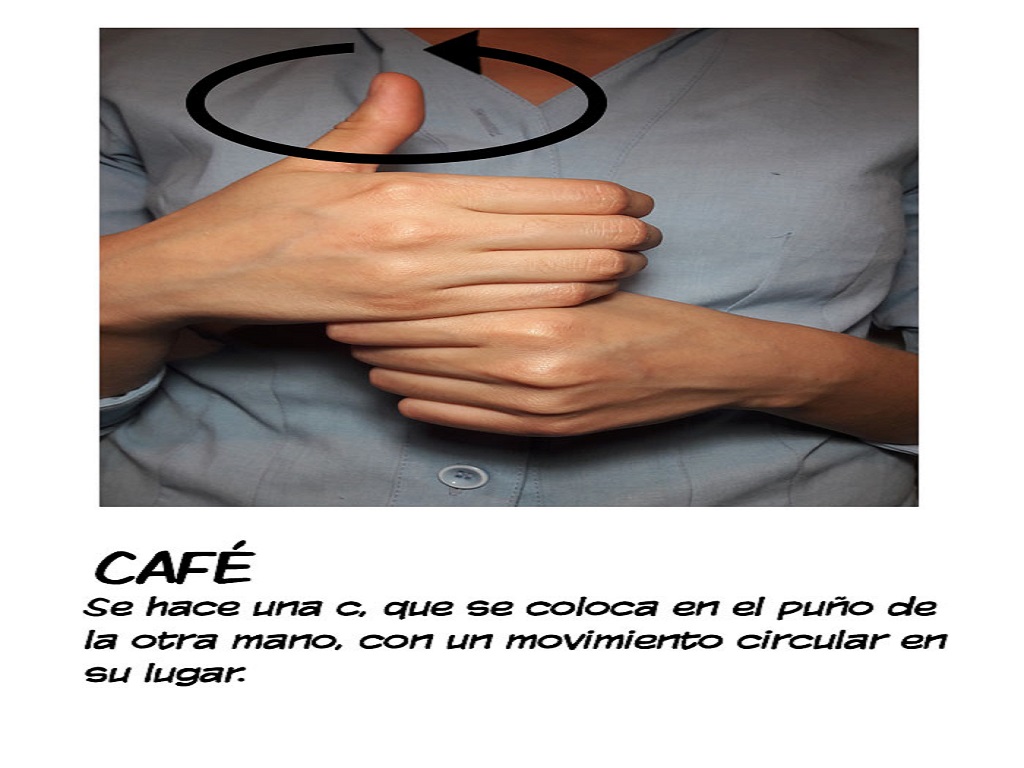 CAFÉ
Se hace una c, que se coloca en el puño de
la otra mano, con un movimiento circular en
su lugar.